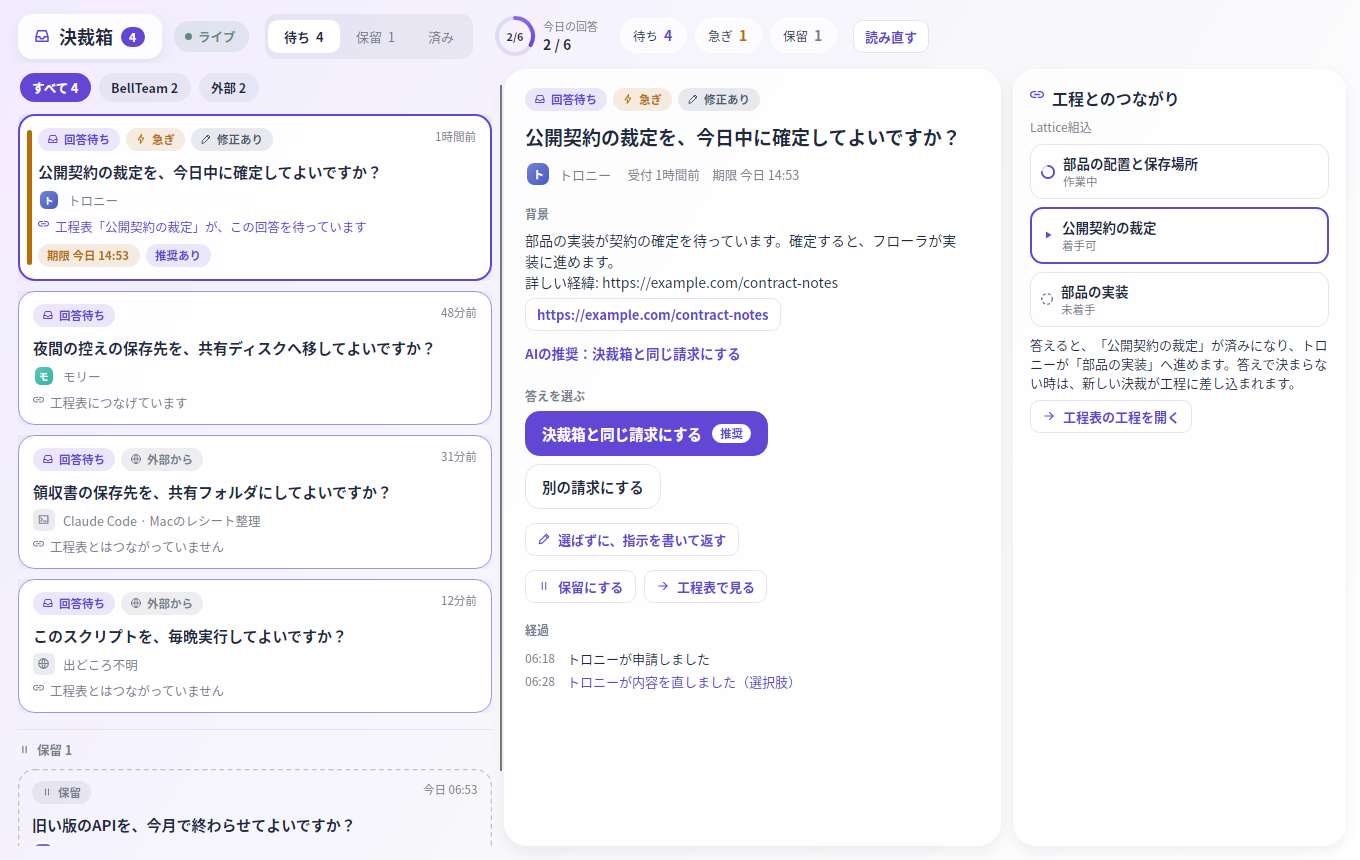 決裁箱 4
ライブ
待ち 4
保留 1
済み
2/6
今日の回答
2 / 6
待ち 4
急ぎ 1
保留 1
読み直す
すべて 4
BellTeam 2
外部 2
回答待ち 急ぎ 修正あり 1時間前
公開契約の裁定を、今日中に確定してよいですか？
ト トロニー
工程表「公開契約の裁定」が、この回答を待っています
期限 今日 14:53 推奨あり
回答待ち 48分前
夜間の控えの保存先を、共有ディスクへ移してよいですか？
モ モリー
工程表につなげています
回答待ち 外部から 31分前
領収書の保存先を、共有フォルダにしてよいですか？
Claude Code · Macのレシート整理
工程表とはつながっていません
回答待ち 外部から 12分前
このスクリプトを、毎晩実行してよいですか？
出どころ不明
工程表とはつながっていません
保留 1
保留 今日 06:53
旧い版のAPIを、今月で終わらせてよいですか？
回答待ち 急ぎ 修正あり
公開契約の裁定を、今日中に確定してよいですか？
ト トロニー 受付 1時間前 期限 今日 14:53
背景
部品の実装が契約の確定を待っています。確定すると、フローラが実
装に進めます。
詳しい経緯: https://example.com/contract-notes
https://example.com/contract-notes
AIの推奨：決裁箱と同じ請求にする
答えを選ぶ
決裁箱と同じ請求にする 推奨
別の請求にする
選ばずに、指示を書いて返す
保留にする
工程表で見る
経過
06:18 トロニーが申請しました
06:28 トロニーが内容を直しました（選択肢）
工程とのつながり
Lattice組込
部品の配置と保存場所
作業中
公開契約の裁定
着手可
部品の実装
未着手
答えると、「公開契約の裁定」が済みになり、トロ
ニーが「部品の実装」へ進めます。答えで決まらな
い時は、新しい決裁が工程に差し込まれます。
工程表の工程を開く